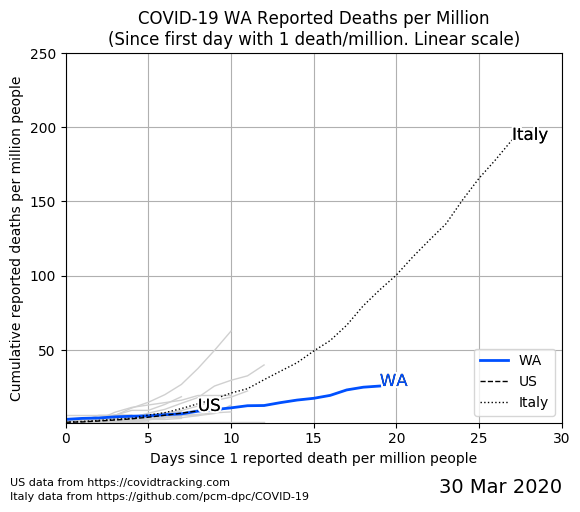 COVID-19 WA Reported Deaths per Million
(Since first day with 1 death/million. Linear scale)
Cumulative reported deaths per million people
250
200
150
100
50
Italy
WA
US
WA
US
Italy
0
5
10
15
20
25
30
Days since 1 reported death per million people
US data from https://covidtracking.com
Italy data from https://github.com/pcm-dpc/COVID-19
30 Mar 2020